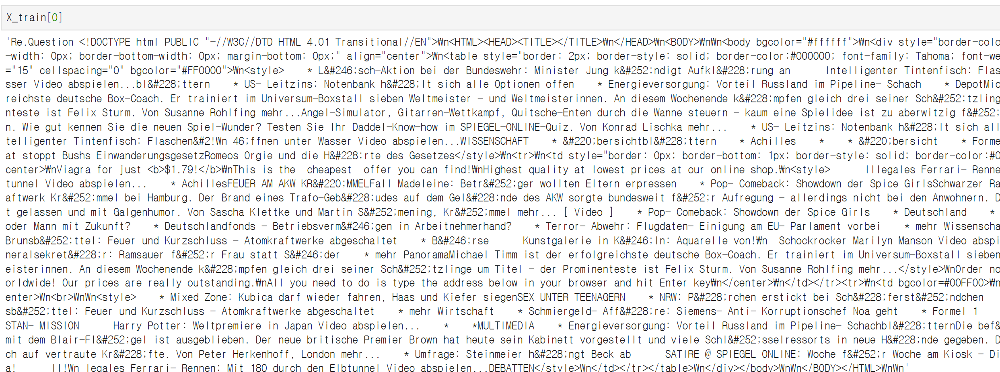 X_train[0]
'Re.Question <!DOCTYPE html PUBLIC "-//W3C//DTD HTML 4.01 Transitional//EN">₩n<HTML><HEAD><TITLE></TITLE>₩n</HEAD>₩n<BODY>₩n₩n<body bgcolor="#ffffff">₩n<div style="border-colo
-width: 0px; border-bottom-width: 0px; margin-bottom: 0px;" align="center">₩n<table style="border: 2px; border-style: solid; border-color:#000000; font-family: Tahoma; font-we
="15" cellspacing="0" bgcolor="#FF0000">₩n<style>    * L&#246;sch-Aktion bei der Bundeswehr: Minister Jung k&#252;ndigt Aufkl&#228;rung an      Intelligenter Tintenfisch: Flas
sser Video abspielen...bl&#228;ttern    * US- Leitzins: Notenbank h&#228;lt sich alle Optionen offen    * Energieversorgung: Vorteil Russland im Pipeline- Schach    * DepotMic
reichste deutsche Box-Coach. Er trainiert im Universum-Boxstall sieben Weltmeister - und Weltmeisterinnen. An diesem Wochenende k&#228;mpfen gleich drei seiner Sch&#252;tzling
nteste ist Felix Sturm. Von Susanne Rohlfing mehr...Angel-Simulator, Gitarren-Wettkampf, Quitsche-Enten durch die Wanne steuern - kaum eine Spielidee ist zu aberwitzig f&#252;
n. Wie gut kennen Sie die neuen Spiel-Wunder? Testen Sie Ihr Daddel-Know-how im SPIEGEL-ONLINE-Quiz. Von Konrad Lischka mehr...    * US- Leitzins: Notenbank h&#228;lt sich all
telligenter Tintenfisch: Flaschen&#2!₩n 46;ffnen unter Wasser Video abspielen...WISSENSCHAFT    * &#220;bersichtbl&#228;ttern    * Achilles    *    * &#220;bersicht    * Forme
at stoppt Bushs EinwanderungsgesetzRomeos Orgie und die H&#228;rte des Gesetzes</style>₩n<tr>₩n<td style="border: 0px; border-bottom: 1px; border-style: solid; border-color:#0
center>₩nViagra for just <b>$1.79!</b>₩nThis is the  cheapest  offer you can find!₩nHighest quality at lowest prices at our online shop.₩n<style>      Illegales Ferrari- Renne
tunnel Video abspielen...    * AchillesFEUER AM AKW KR&#220;MMELFall Madeleine: Betr&#252;ger wollten Eltern erpressen    * Pop- Comeback: Showdown der Spice GirlsSchwarzer Ra
aftwerk Kr&#252;mmel bei Hamburg. Der Brand eines Trafo-Geb&#228;udes auf dem Gel&#228;nde des AKW sorgte bundesweit f&#252;r Aufregung - allerdings nicht bei den Anwohnern. D
t gelassen und mit Galgenhumor. Von Sascha Klettke und Martin S&#252;mening, Kr&#252;mmel mehr... [ Video ]    * Pop- Comeback: Showdown der Spice Girls    * Deutschland    *
oder Mann mit Zukunft?    * Deutschlandfonds - Betriebsverm&#246;gen in Arbeitnehmerhand?    * Terror- Abwehr: Flugdaten- Einigung am EU- Parlament vorbei    * mehr Wissenscha
Brunsb&#252;ttel: Feuer und Kurzschluss - Atomkraftwerke abgeschaltet    * B&#246;rse      Kunstgalerie in K&#246;ln: Aquarelle von!₩n  Schockrocker Marilyn Manson Video abspi
neralsekret&#228;r: Ramsauer f&#252;r Frau statt S&#246;der    * mehr PanoramaMichael Timm ist der erfolgreichste deutsche Box-Coach. Er trainiert im Universum-Boxstall sieben
eisterinnen. An diesem Wochenende k&#228;mpfen gleich drei seiner Sch&#252;tzlinge um Titel - der Prominenteste ist Felix Sturm. Von Susanne Rohlfing mehr...</style>₩nOrder no
orldwide! Our prices are really outstanding.₩nAll you need to do is type the address below in your browser and hit Enter key₩n</center>₩n</td></tr><tr>₩n<td bgcolor=#00FF00>₩n
enter>₩n<br>₩n₩n<style>    * Mixed Zone: Kubica darf wieder fahren, Haas und Kiefer siegenSEX UNTER TEENAGERN    * NRW: P&#228;rchen erstickt bei Sch&#228;ferst&#252;ndchen
sb&#252;ttel: Feuer und Kurzschluss - Atomkraftwerke abgeschaltet    * mehr Wirtschaft    * Schmiergeld- Aff&#228;re: Siemens- Anti- Korruptionschef Noa geht    * Formel 1
STAN- MISSION      Harry Potter: Weltpremiere in Japan Video abspielen...    *    *MULTIMEDIA    * Energieversorgung: Vorteil Russland im Pipeline- Schachbl&#228;tternDie bef&
mit dem Blair-Fl&#252;gel ist ausgeblieben. Der neue britische Premier Brown hat heute sein Kabinett vorgestellt und viele Schl&#252;sselressorts in neue H&#228;nde gegeben. D
ch auf vertraute Kr&#228;fte. Von Peter Herkenhoff, London mehr...    * Umfrage: Steinmeier h&#228;ngt Beck ab      SATIRE @ SPIEGEL ONLINE: Woche f&#252;r Woche am Kiosk - Di
a!      Il!₩n legales Ferrari- Rennen: Mit 180 durch den Elbtunnel Video abspielen...DEBATTEN</style>₩n</td></tr></table>₩n</div></body>₩n₩n</BODY></HTML>₩n₩n'